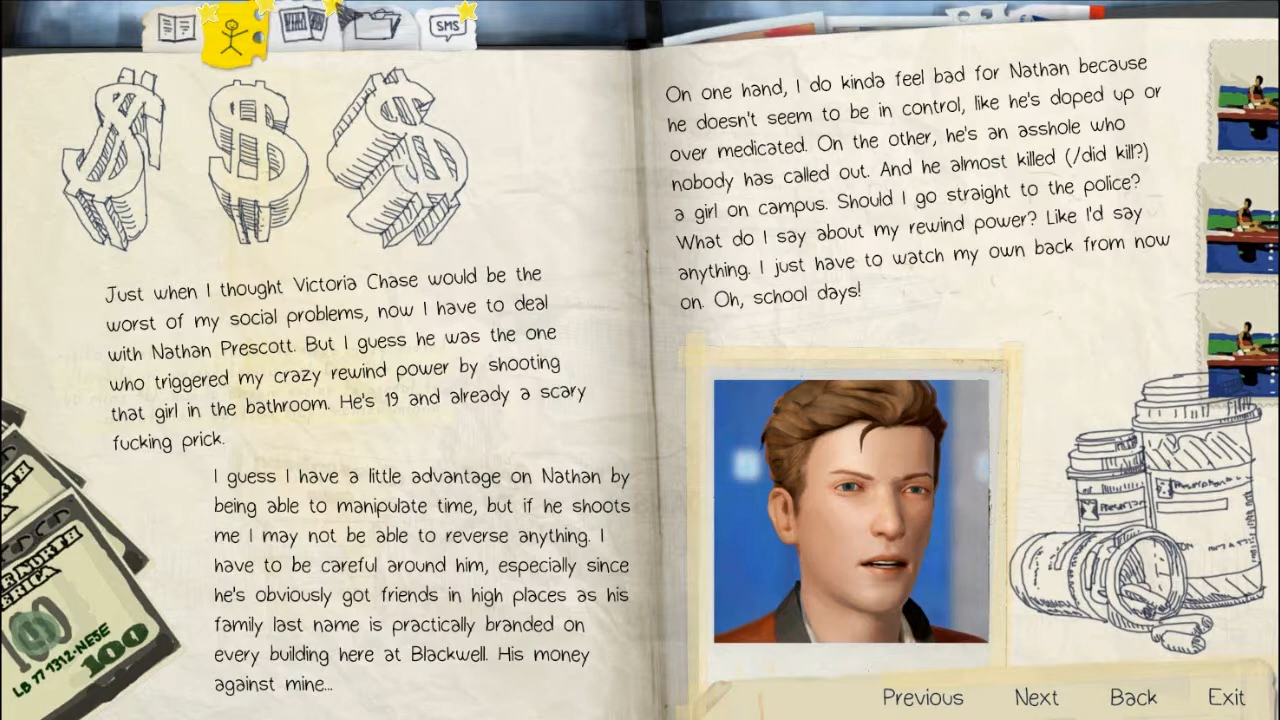 SMS
Just when I thought Victoria Chase would be the
worst of my social problems, now I have to deal
with Nathan Prescott. But I guess he was the one
who triggered my crazy rewind power by shooting
that girl in the bathroom. He's 19 and already a scary
fucking prick.
I guess I have a little advantage on Nathan by
being able to manipulate time, but if he shoots
me I may not be able to reverse anything. I
have to be careful around him, especially since
he's obviously got friends in high places as his
family last name is practically branded on
every building here at Blackwell. His money
against mine...
100
LB 77 1312-NESE
100
On one hand, I do kinda feel bad for Nathan because
he doesn't seem to be in control, like he's doped up or
over medicated. On the other, he's an asshole who
nobody has called out. And he almost killed (/did kill?)
a girl on campus. Should I go straight to the police?
What do I say about my rewind power? Like I'd say
anything. I just have to watch my own back from now
on. Oh, school days!
Previous Next Back Exit